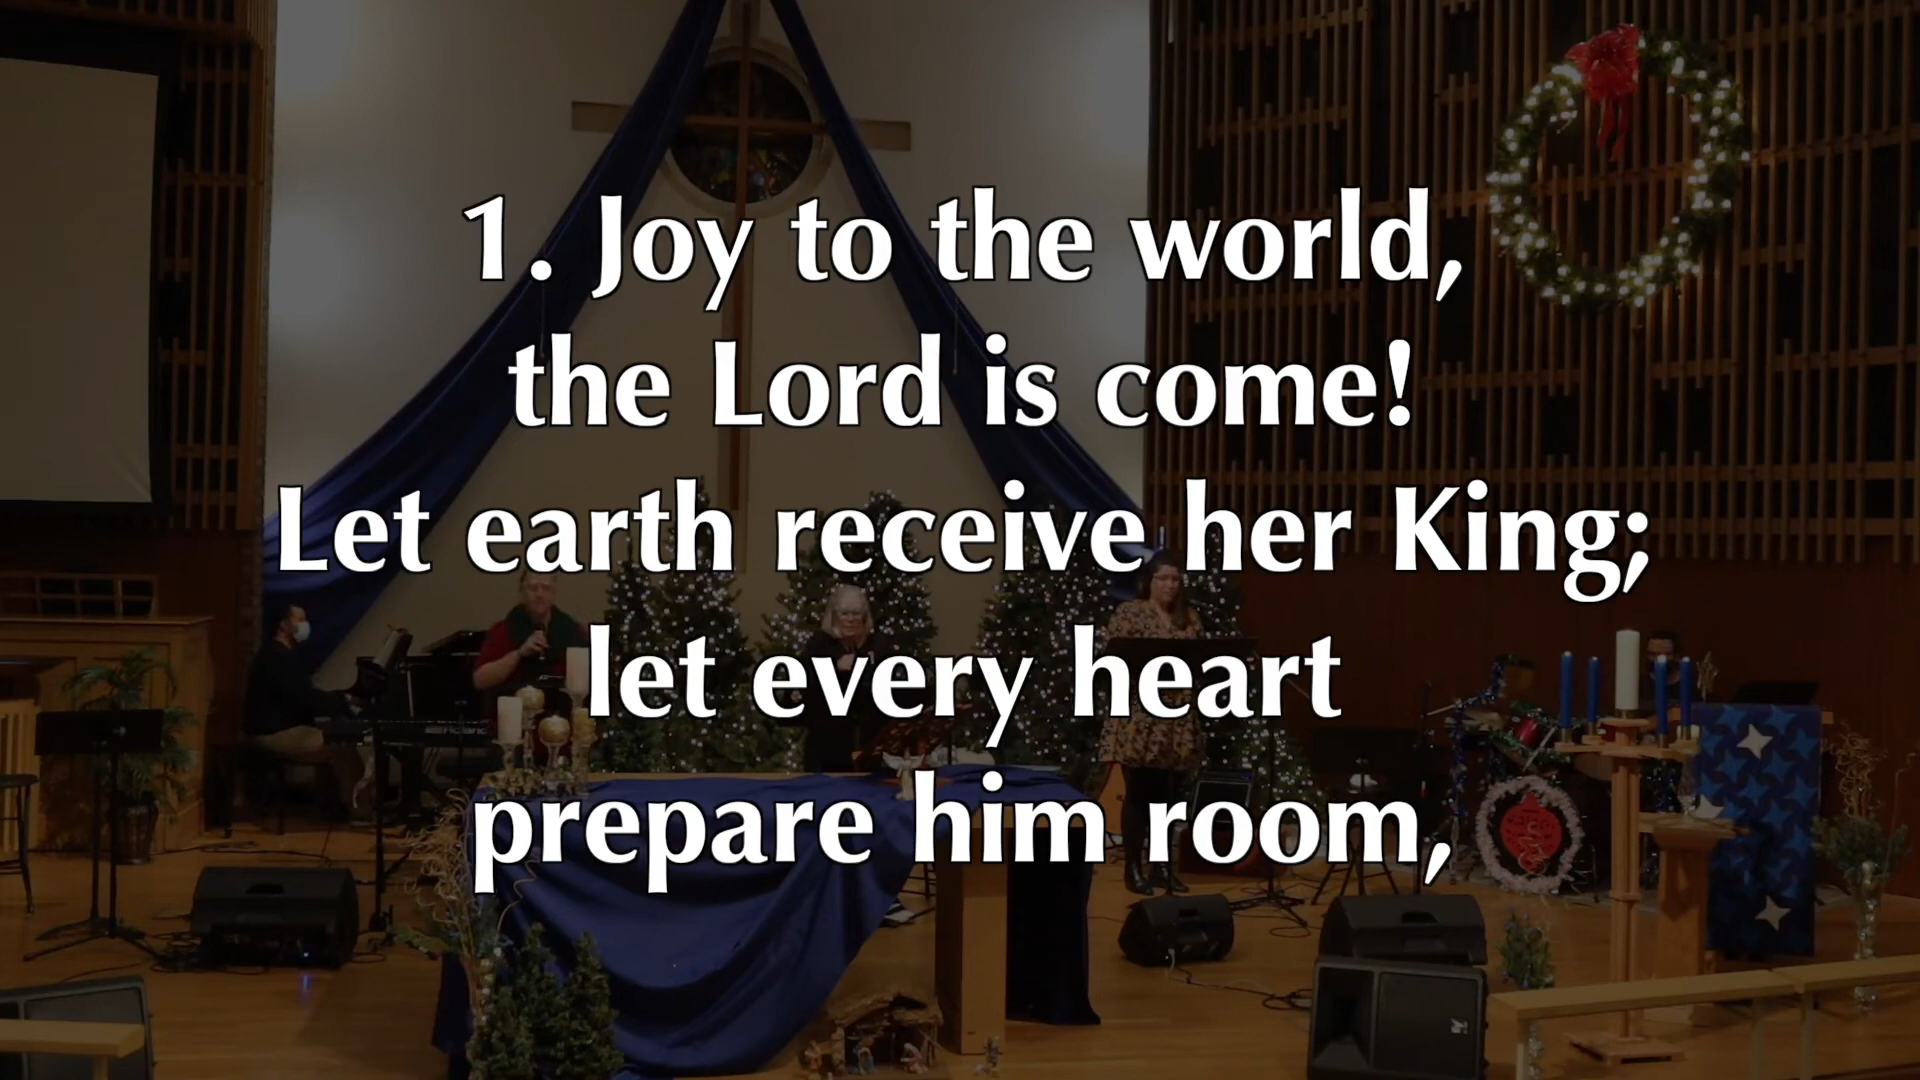 1. Joy to the world,
the Lord is come!
Let earth receive her King;
let every heart
prepare him room,